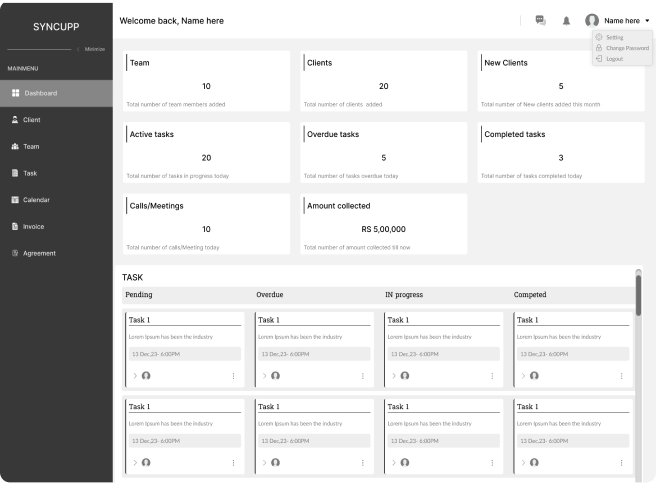 SYNCUPP
Welcome back, Name here
Name here
Setting
Change Password
Logout
Minimize
MAINMENU
Dashboard
Client
Team
Task
Calendar
Invoice
Agreement
Team
10
Total number of team members added
Clients
20
Total number of clients added
New Clients
5
Total number of New clients added this month
Active tasks
20
Total number of tasks in progress today
Overdue tasks
5
Total number of tasks overdue today
Completed tasks
3
Total number of tasks completed today
Calls/Meetings
10
Total number of calls/Meeting today
Amount collected
RS 5,00,000
Total number of amount collected till now
TASK
Pending Overdue IN progress Competed
Task 1 Task 1 Task 1 Task 1
Lorem Ipsum has been the industry Lorem Ipsum has been the industry Lorem Ipsum has been the industry Lorem Ipsum has been the industry
13 Dec,23- 6:00PM 13 Dec,23- 6:00PM 13 Dec,23- 6:00PM 13 Dec,23- 6:00PM
Task 1 Task 1 Task 1 Task 1
Lorem Ipsum has been the industry Lorem Ipsum has been the industry Lorem Ipsum has been the industry Lorem Ipsum has been the industry
13 Dec,23- 6:00PM 13 Dec,23- 6:00PM 13 Dec,23- 6:00PM 13 Dec,23- 6:00PM